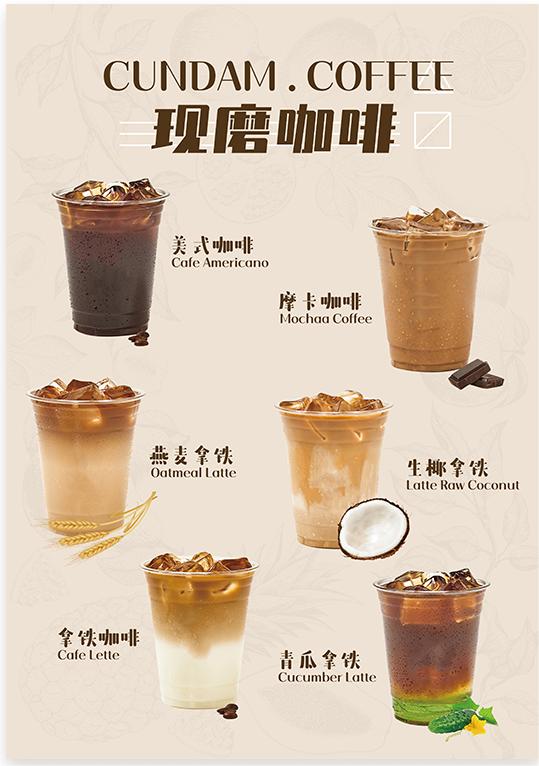 CUNDAM . COFFEE
现磨咖啡
美式咖啡
Cafe Americano
摩卡咖啡
Mochaa Coffee
燕麦拿铁
Oatmeal Latte
生椰拿铁
Latte Raw Coconut
拿铁咖啡
Cafe Lette
青瓜拿铁
Cucumber Latte